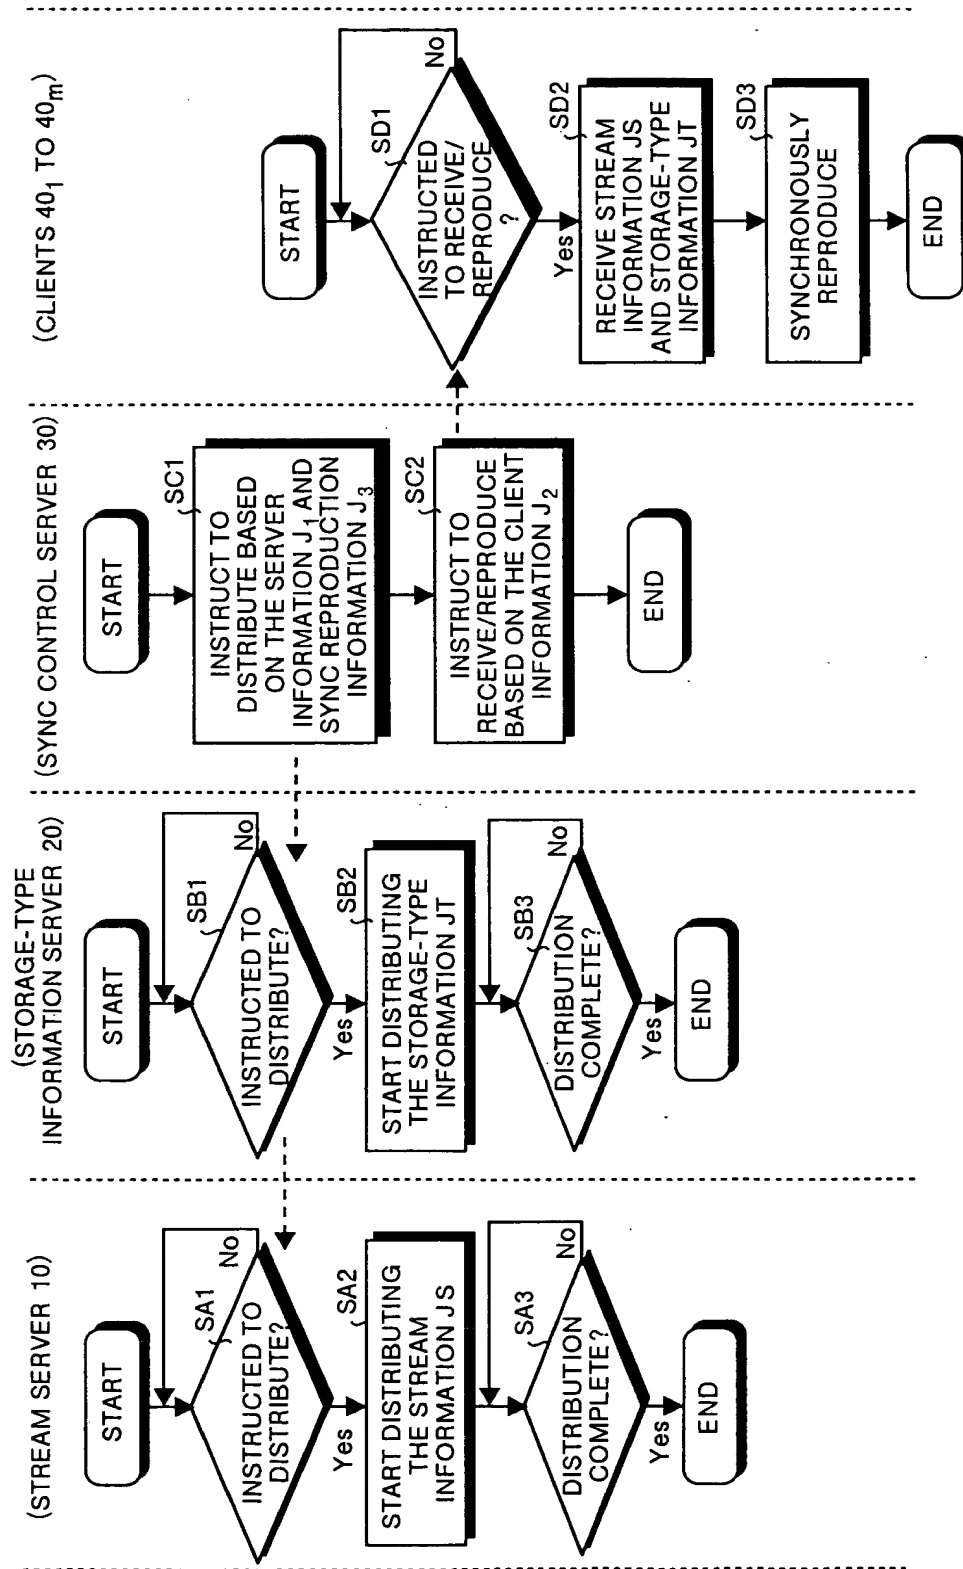 (STREAM SERVER 10)
START
SA1
INSTRUCTED TO
DISTRIBUTE?
No
Yes
SA2
START DISTRIBUTING
THE STREAM
INFORMATION JS
SA3
DISTRIBUTION
COMPLETE?
No
Yes
END
(STORAGE-TYPE
INFORMATION SERVER 20)
START
SB1
INSTRUCTED TO
DISTRIBUTE?
No
Yes
SB2
START DISTRIBUTING
THE STORAGE-TYPE
INFORMATION JT
SB3
DISTRIBUTION
COMPLETE?
No
Yes
END
(SYNC CONTROL SERVER 30)
START
SC1
INSTRUCT TO
DISTRIBUTE BASED
ON THE SERVER
INFORMATION J₁ AND
SYNC REPRODUCTION
INFORMATION J₃
SC2
INSTRUCT TO
RECEIVE/REPRODUCE
BASED ON THE CLIENT
INFORMATION J₂
END
(CLIENTS 40₁ TO 40ₘ)
START
SD1
INSTRUCTED
TO RECEIVE/
REPRODUCE
?
No
Yes
SD2
RECEIVE STREAM
INFORMATION JS
AND STORAGE-TYPE
INFORMATION JT
SD3
SYNCHRONOUSLY
REPRODUCE
END